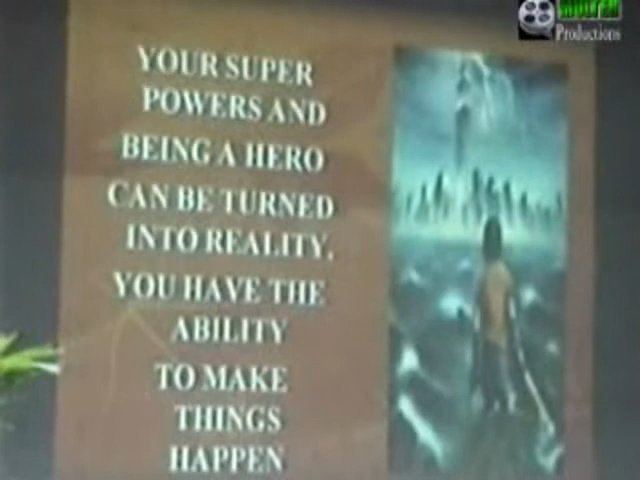 Productions
YOUR SUPER
POWERS AND
BEING A HERO
CAN BE TURNED
INTO REALITY.
YOU HAVE THE
ABILITY
TO MAKE
THINGS
HAPPEN